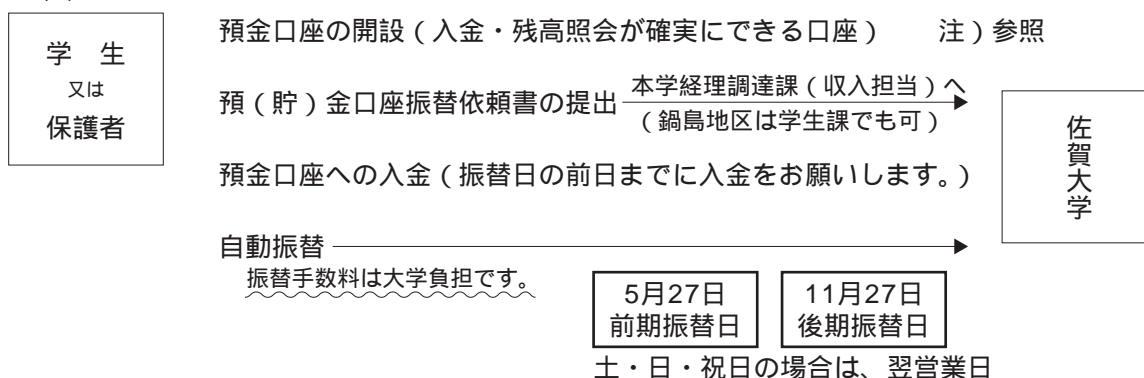 学　生
又は
保護者
預金口座の開設（入金・残高照会が確実にできる口座）　　注）参照
預（貯）金口座振替依頼書の提出
本学経理調達課（収入担当）へ
（鍋島地区は学生課でも可）
預金口座への入金（振替日の前日までに入金をお願いします。）
佐賀大学
自動振替
振替手数料は大学負担です。
5月27日
前期振替日
11月27日
後期振替日
土・日・祝日の場合は、翌営業日